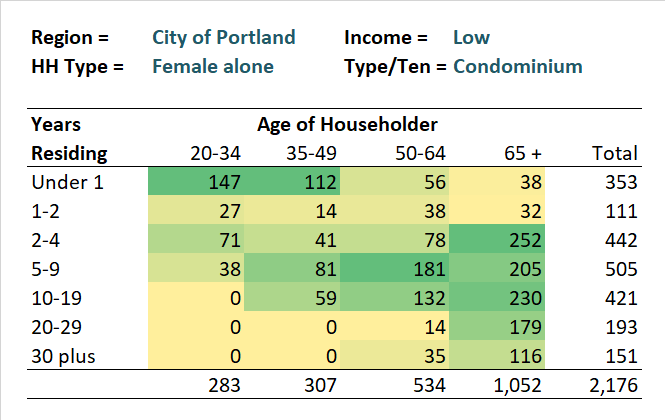 Region = City of Portland Income = Low
HH Type = Female alone Type/Ten = Condominium
Years Age of Householder
Residing 20-34 35-49 50-64 65 + Total
Under 1 147 112 56 38 353
1-2 27 14 38 32 111
2-4 71 41 78 252 442
5-9 38 81 181 205 505
10-19 0 59 132 230 421
20-29 0 0 14 179 193
30 plus 0 0 35 116 151
283 307 534 1,052 2,176